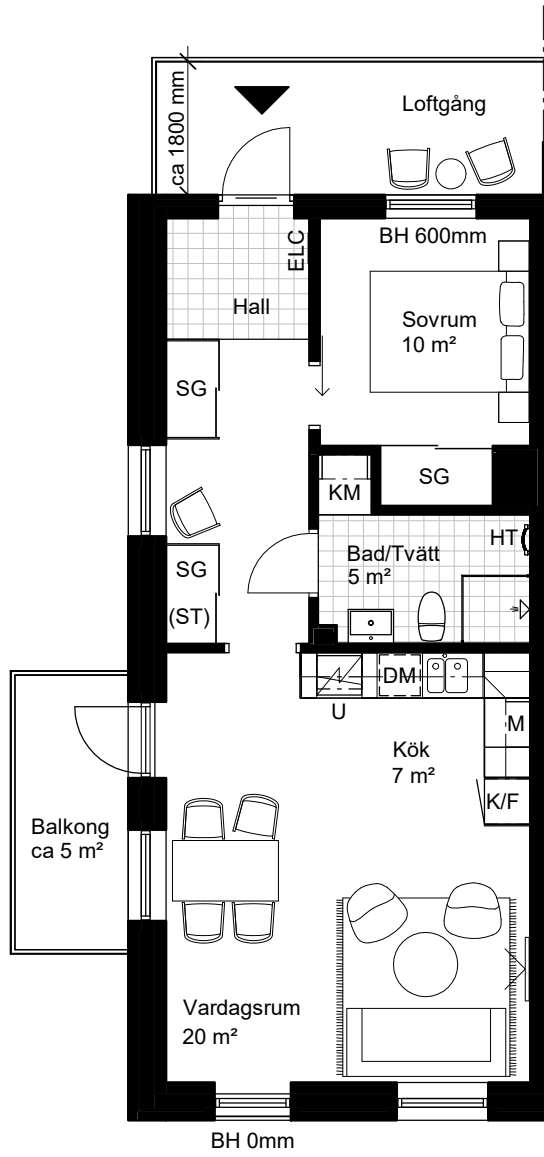 ca 1800 mm
Loftgång
BH 600mm
ELC
Hall
Sovrum
10 m²
SG
SG
KM
HT
Bad/Tvätt
5 m²
SG
(ST)
DM
U
M
Kök
7 m²
K/F
Balkong
ca 5 m²
Vardagsrum
20 m²
BH 0mm